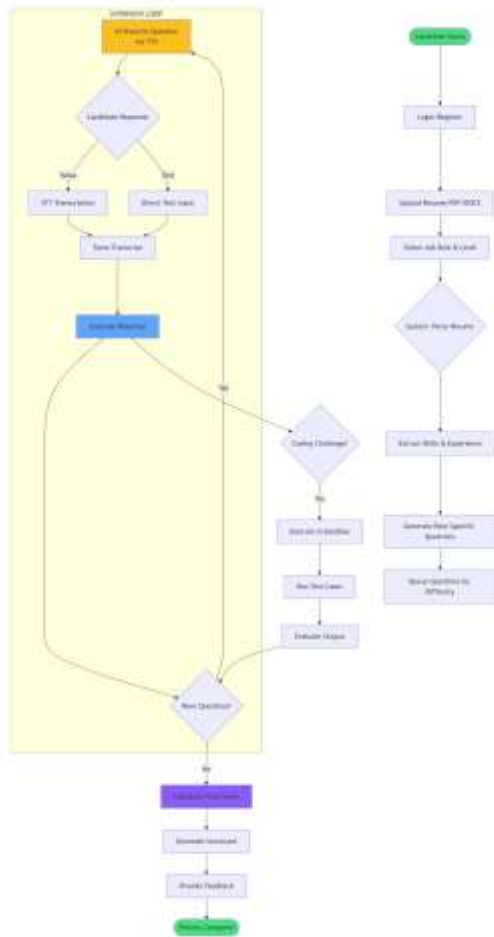 INTERVIEW LOOP
AI Presents Question
via TTS
Candidate Response
Voice
Text
STT Transcription
Direct Text Input
Save Transcript
Evaluate Response
Yes
Coding Challenge?
Yes
Execute in Sandbox
Run Test Cases
Evaluate Output
More Questions?
No
Calculate Final Score
Generate Scorecard
Provide Feedback
Process Complete
Candidate Starts
Login/Register
Upload Resume PDF/DOCX
Select Job Role & Level
System: Parse Resume
Extract Skills & Experience
Generate Role-Specific
Questions
Queue Questions by
Difficulty